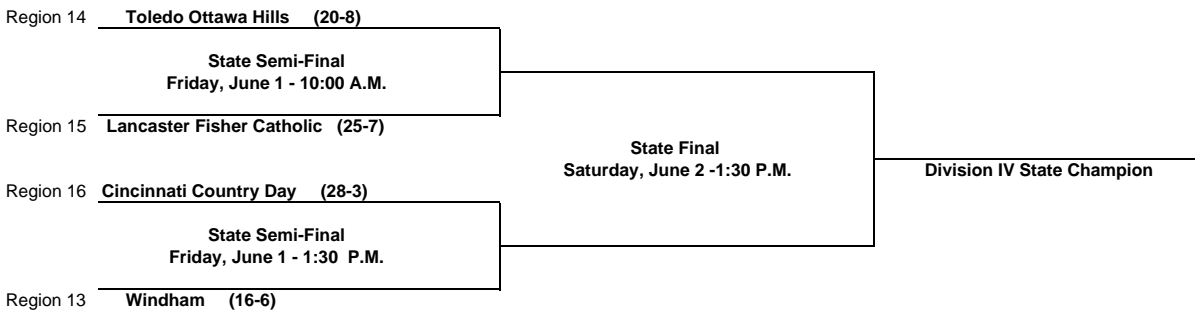 Region 14 Toledo Ottawa Hills (20-8)
State Semi-Final
Friday, June 1 - 10:00 A.M.
Region 15 Lancaster Fisher Catholic (25-7)
State Final
Saturday, June 2 -1:30 P.M.
Division IV State Champion
Region 16 Cincinnati Country Day (28-3)
State Semi-Final
Friday, June 1 - 1:30 P.M.
Region 13 Windham (16-6)